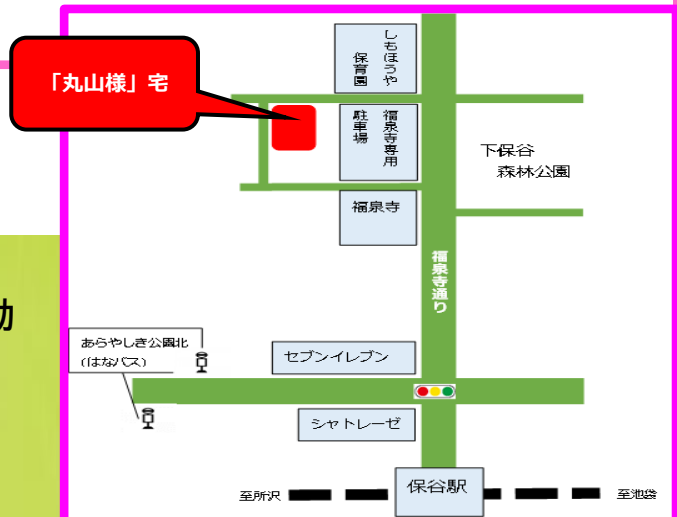 「丸山様」宅
しもほうや
保育園
福泉寺専用
駐車場
下保谷
森林公園
福泉寺
福泉寺通り
動
あらやしき公園北
(はなバス)
セブンイレブン
シャトレーゼ
保谷駅
至所沢
至池袋